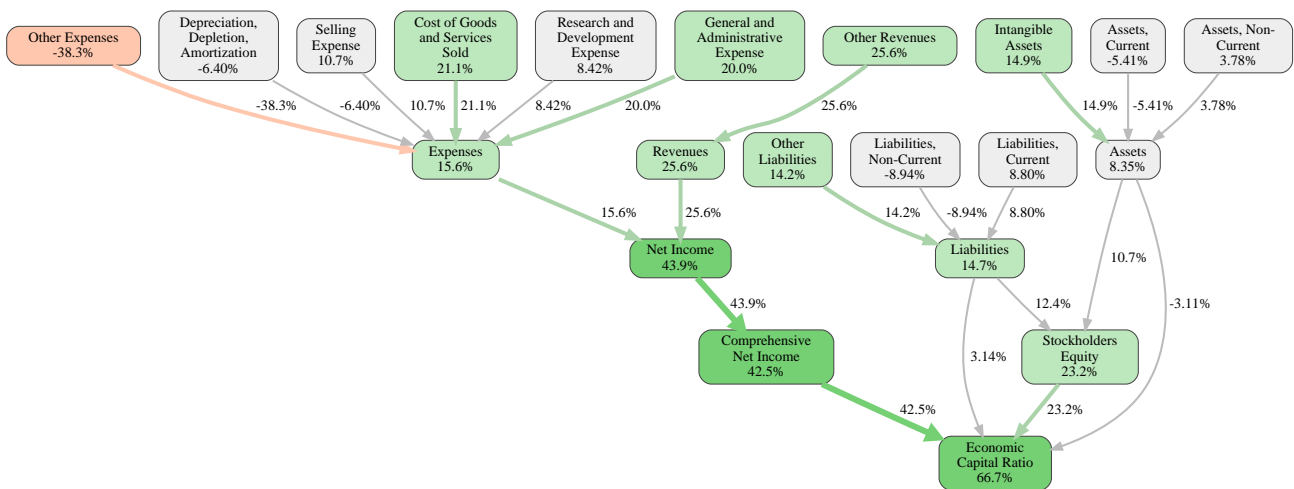 Other Expenses
-38.3%
Depreciation,
Depletion,
Amortization
-6.40%
Selling
Expense
10.7%
Cost of Goods
and Services
Sold
21.1%
Research and
Development
Expense
8.42%
General and
Administrative
Expense
20.0%
Other Revenues
25.6%
Intangible
Assets
14.9%
Assets,
Current
-5.41%
Assets, Non-
Current
3.78%
-38.3%
-6.40%
10.7%
21.1%
8.42%
20.0%
25.6%
14.9%
-5.41%
3.78%
Expenses
15.6%
Revenues
25.6%
Other
Liabilities
14.2%
Liabilities,
Non-Current
-8.94%
Liabilities,
Current
8.80%
Assets
8.35%
15.6%
25.6%
14.2%
-8.94%
8.80%
Net Income
43.9%
Liabilities
14.7%
10.7%
43.9%
12.4%
-3.11%
Comprehensive
Net Income
42.5%
3.14%
Stockholders
Equity
23.2%
42.5%
23.2%
Economic
Capital Ratio
66.7%